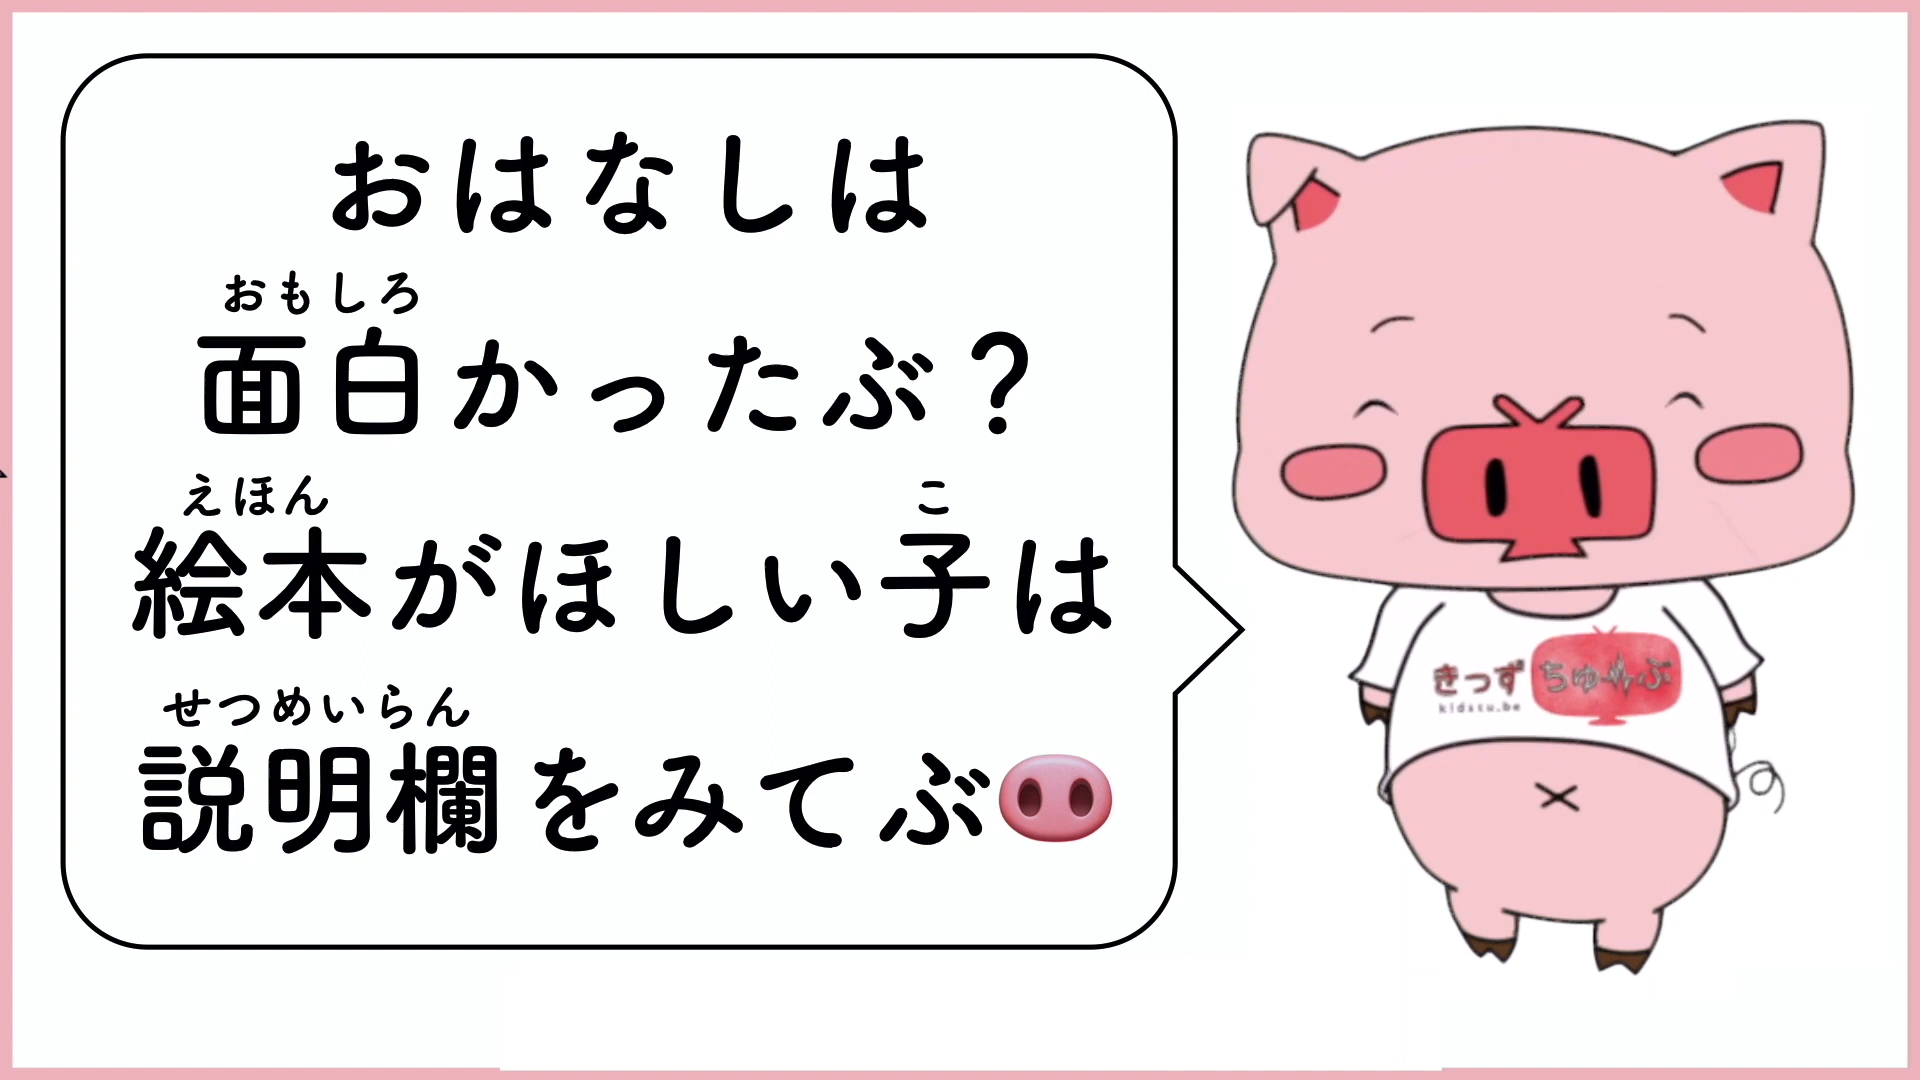 おはなしは
おもしろ
面白かったぶ？
えほん こ
絵本がほしい子は
せつめいらん
説明欄をみてぶ🐽
きっずちゅーぶ
kidstu.be